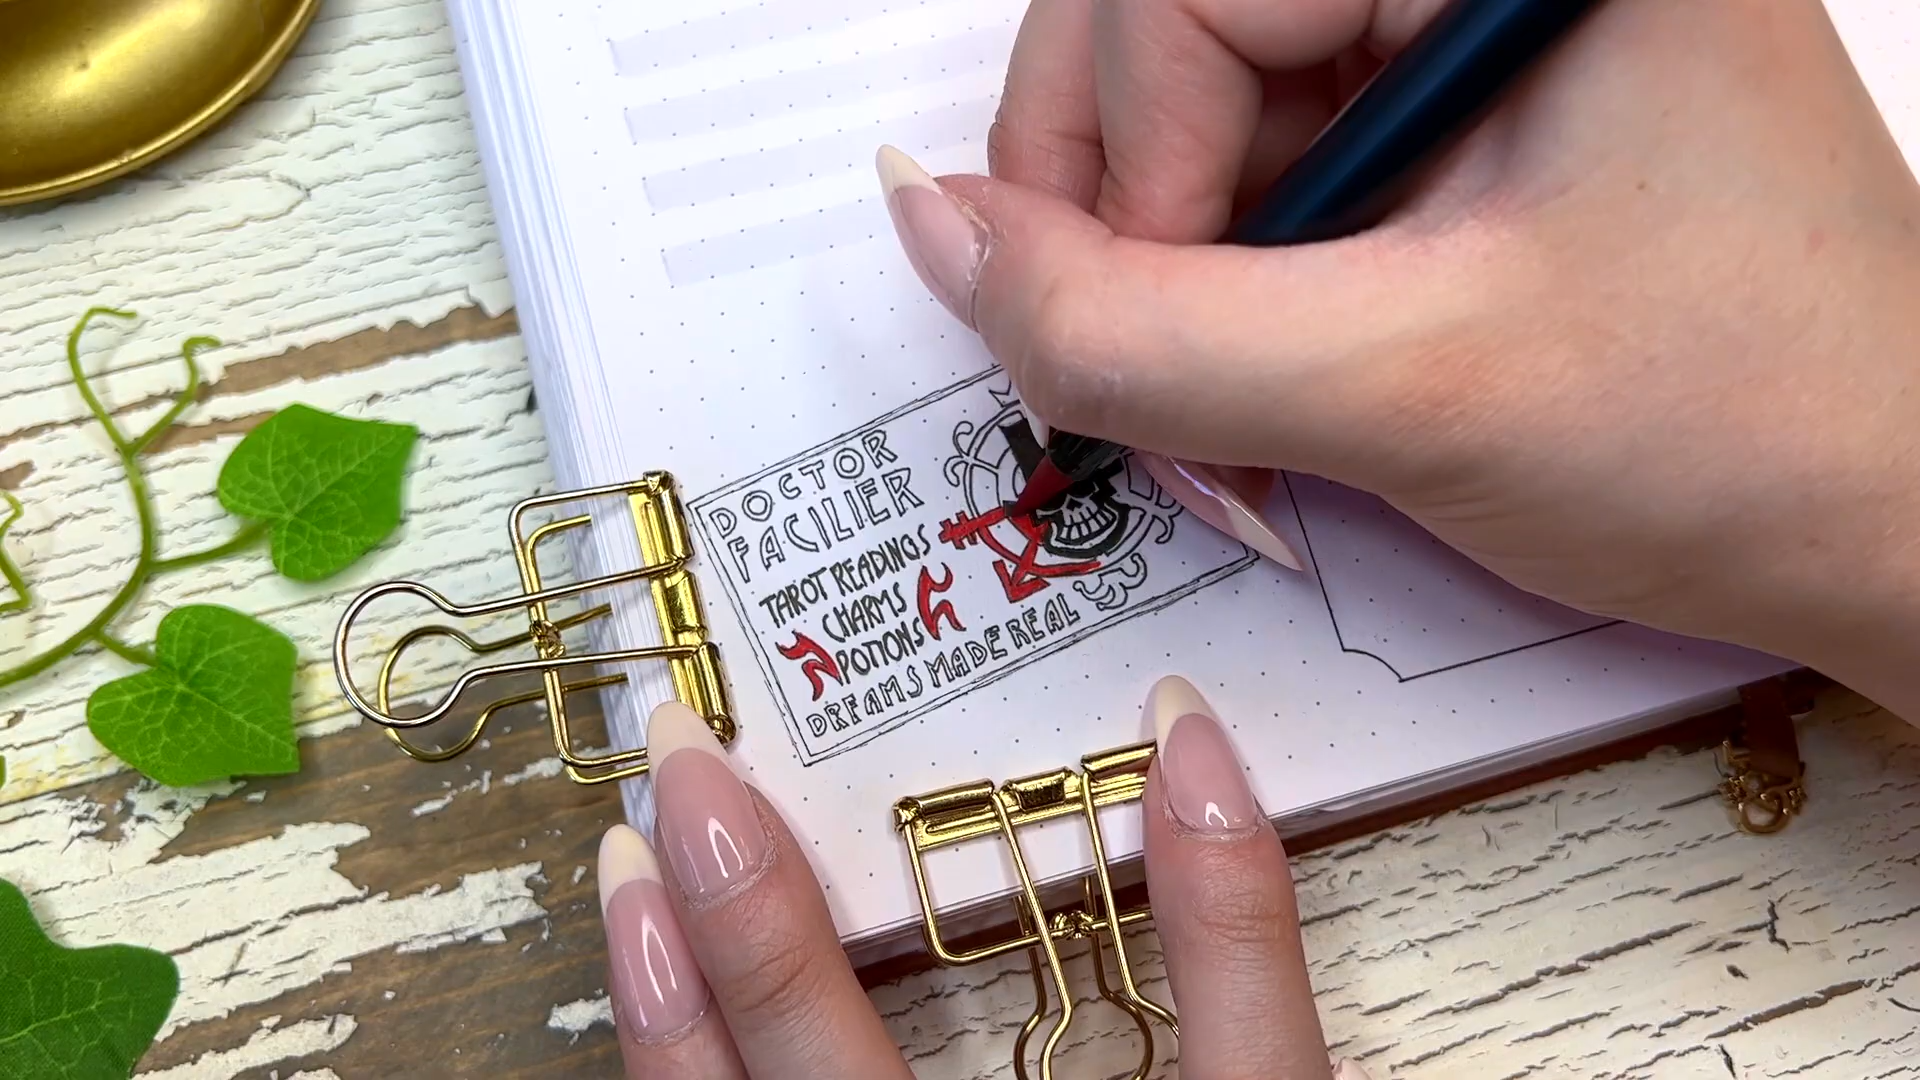 DOCTOR
FACILIER
TAROT READINGS
CHARMS
POTIONS
DREAMS MADE REAL